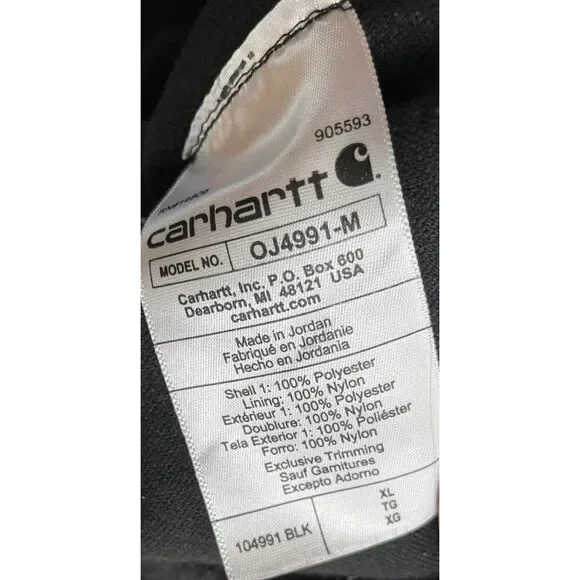 905593
carhartt
MODEL NO. OJ4991-M
Carhartt, Inc. P.O. Box 600
Dearborn, MI 48121 USA
carhartt.com
Made in Jordan
Fabriqué en Jordanie
Hecho en Jordania
Shell 1: 100% Polyester
Lining: 100% Nylon
Extérieur 1: 100% Polyester
Doublure: 100% Nylon
Tela Exterior 1: 100% Poliéster
Forro: 100% Nylon
Exclusive Trimming
Sauf Garnitures
Excepto Adorno
104991 BLK
XL
TG
XG